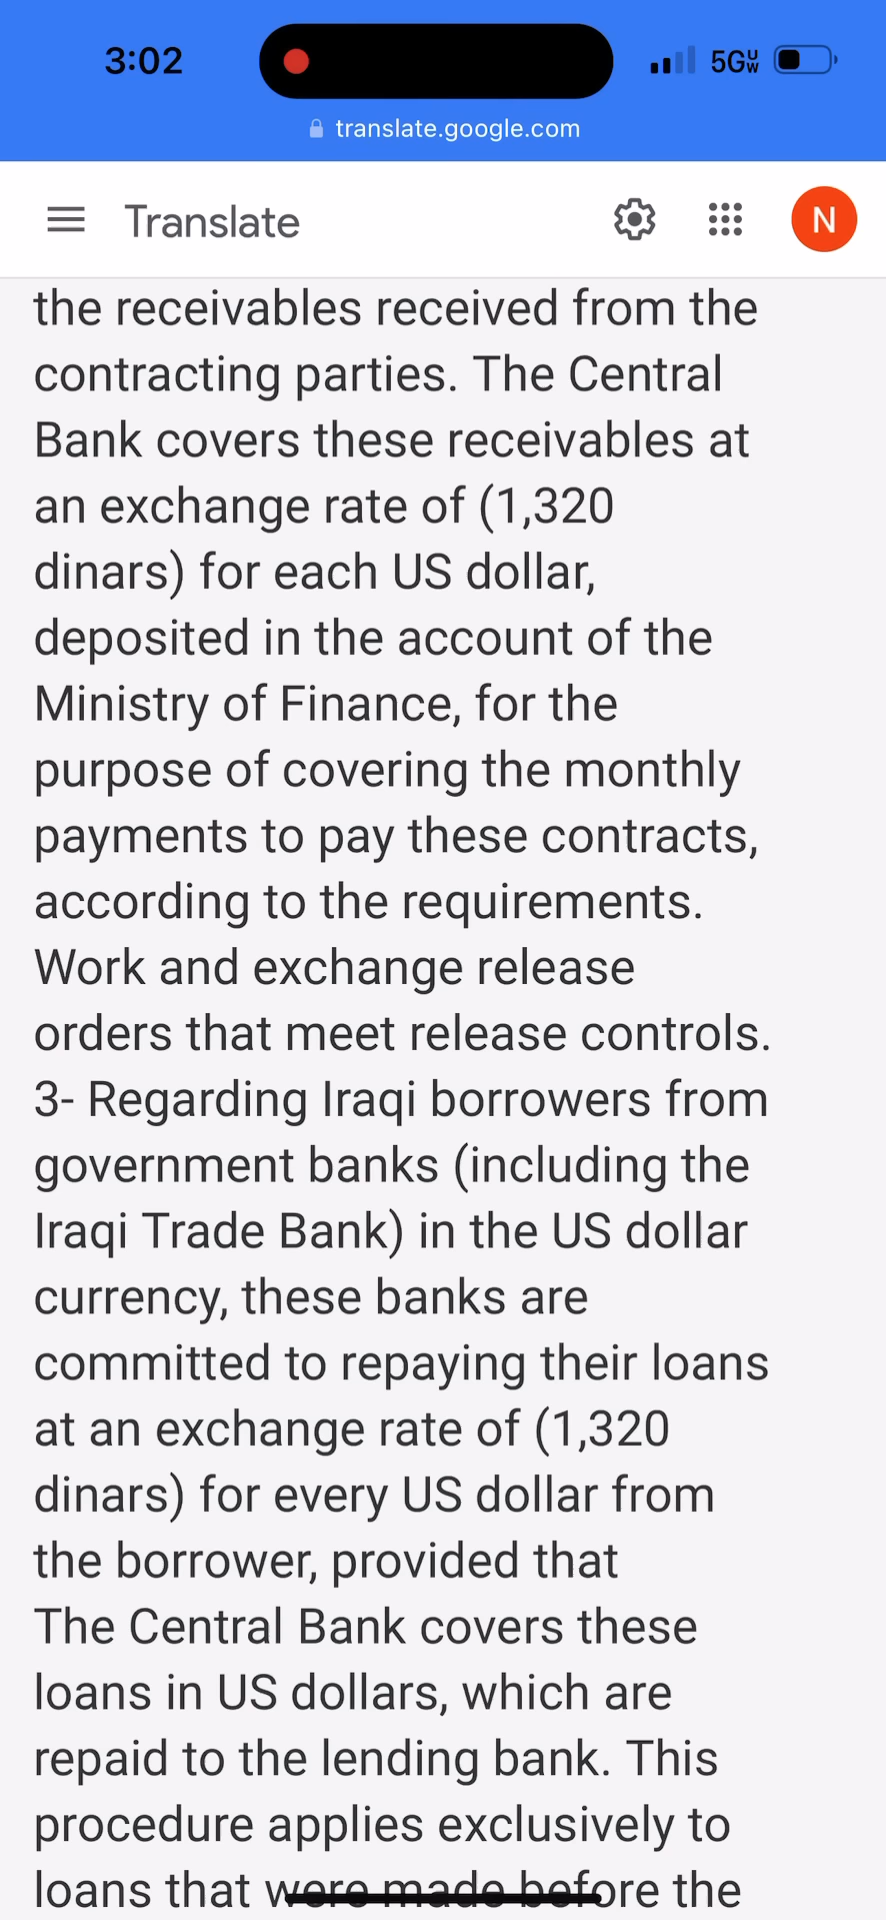 3:02
5GUW
translate.google.com
Translate
N
the receivables received from the
contracting parties. The Central
Bank covers these receivables at
an exchange rate of (1,320
dinars) for each US dollar,
deposited in the account of the
Ministry of Finance, for the
purpose of covering the monthly
payments to pay these contracts,
according to the requirements.
Work and exchange release
orders that meet release controls.
3- Regarding Iraqi borrowers from
government banks (including the
Iraqi Trade Bank) in the US dollar
currency, these banks are
committed to repaying their loans
at an exchange rate of (1,320
dinars) for every US dollar from
the borrower, provided that
The Central Bank covers these
loans in US dollars, which are
repaid to the lending bank. This
procedure applies exclusively to
loans that were made before the